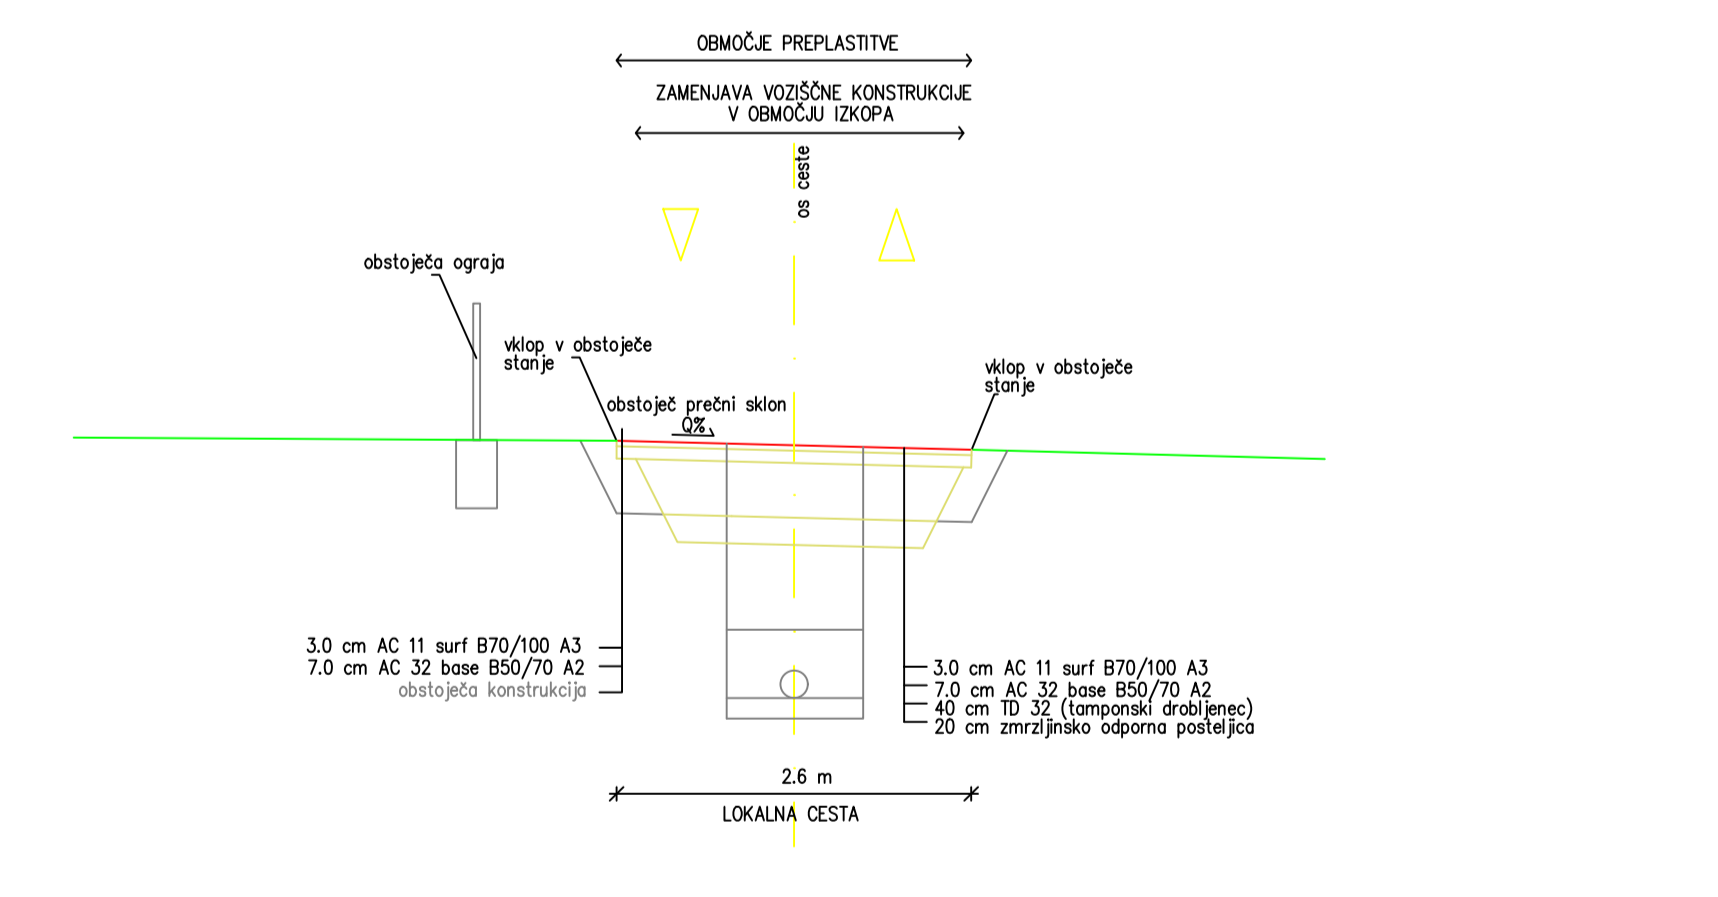 OBMOČJE PREPLASTITVE
ZAMENJAVA VOZIŠČNE KONSTRUKCIJE
V OBMOČJU IZKOPA
os ceste
obstoječa ograja
vklop v obstoječe
stanje
vklop v obstoječe
stanje
obstoječ prečni sklon
Q%
3.0 cm AC 11 surf B70/100 A3
7.0 cm AC 32 base B50/70 A2
obstoječa konstrukcija
3.0 cm AC 11 surf B70/100 A3
7.0 cm AC 32 base B50/70 A2
40 cm TD 32 (tamponski drobljenec)
20 cm zmrzljinsko odporna posteljica
2.6 m
LOKALNA CESTA